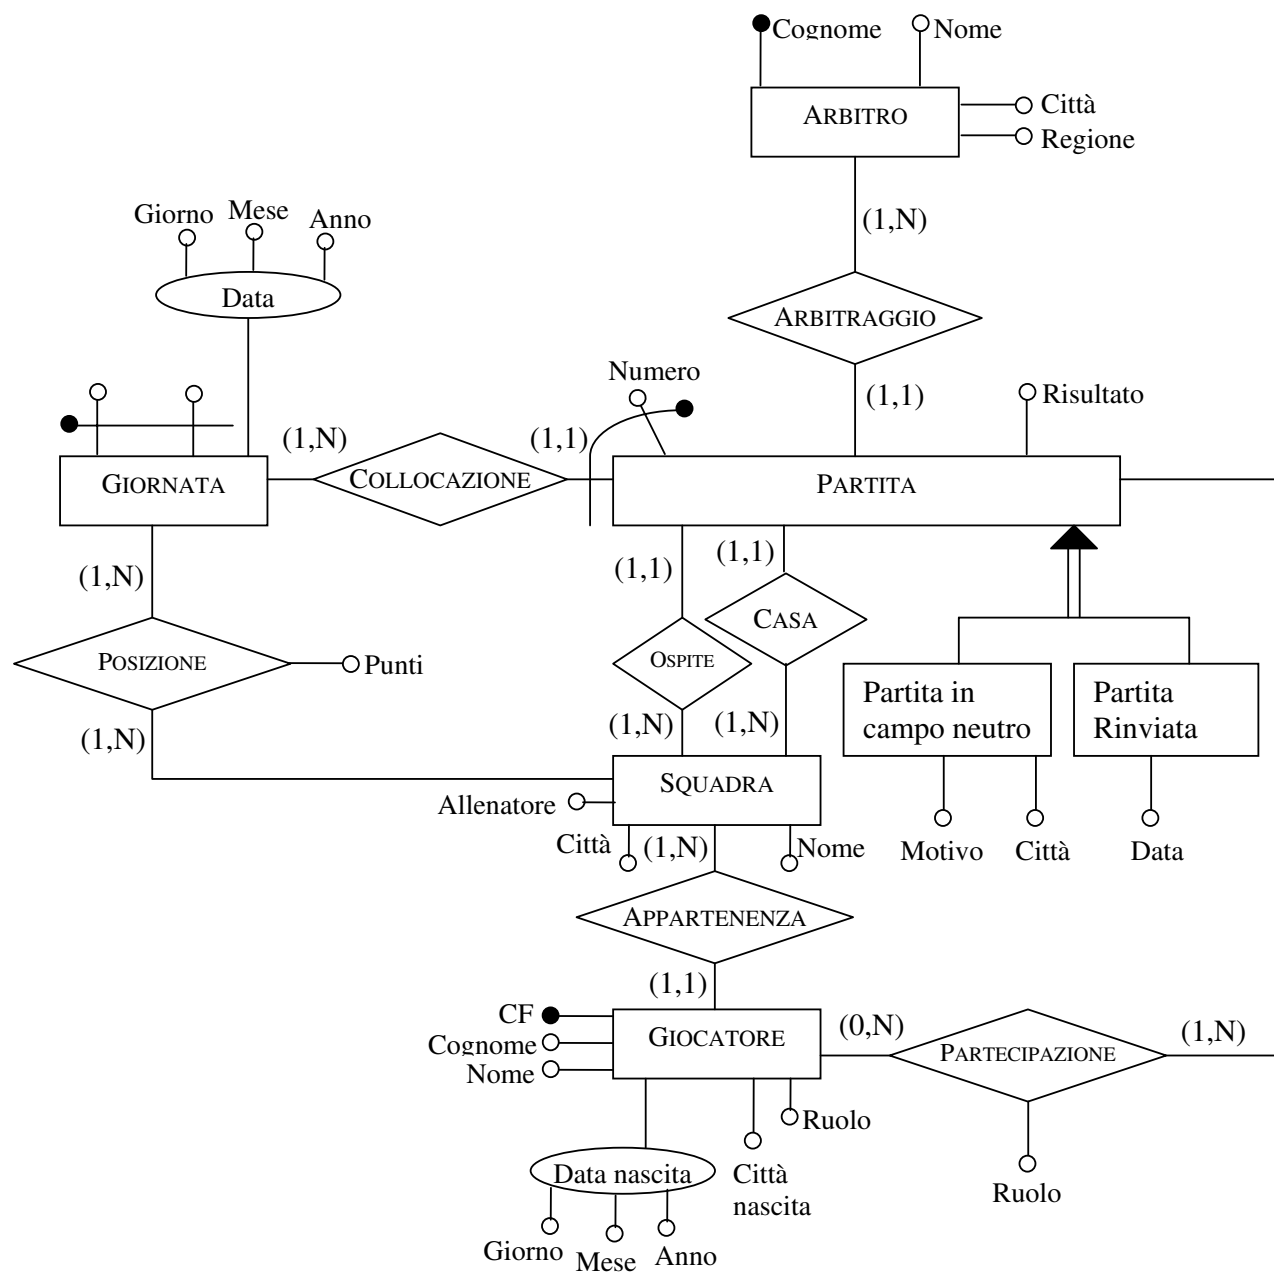 Cognome
Nome
ARBITRO
Città
Regione
Giorno
Mese
Anno
(1,N)
Data
ARBITRAGGIO
Numero
(1,1)
Risultato
(1,N)
(1,1)
GIORNATA
COLLOCAZIONE
PARTITA
(1,N)
(1,1)
(1,1)
CASA
POSIZIONE
Punti
OSPITE
Partita in
campo neutro
Partita
Rinviata
(1,N)
(1,N)
(1,N)
SQUADRA
Allenatore
Città
(1,N)
Nome
Motivo
Città
Data
APPARTENENZA
(1,1)
CF
Cognome
Nome
GIOCATORE
(0,N)
PARTECIPAZIONE
(1,N)
Ruolo
Data nascita
Città
nascita
Ruolo
Giorno
Mese
Anno